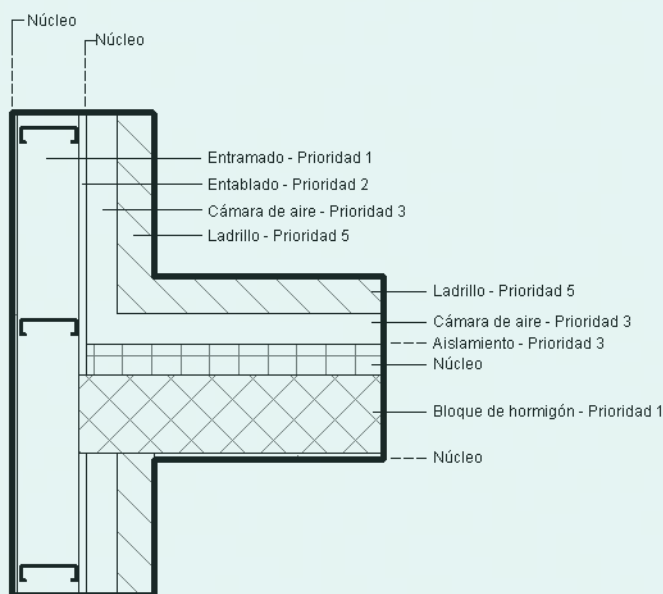 Núcleo
Núcleo
Entramado - Prioridad 1
Entablado - Prioridad 2
Cámara de aire - Prioridad 3
Ladrillo - Prioridad 5
Ladrillo - Prioridad 5
Cámara de aire - Prioridad 3
Aislamiento - Prioridad 3
Núcleo
Bloque de hormigón - Prioridad 1
Núcleo